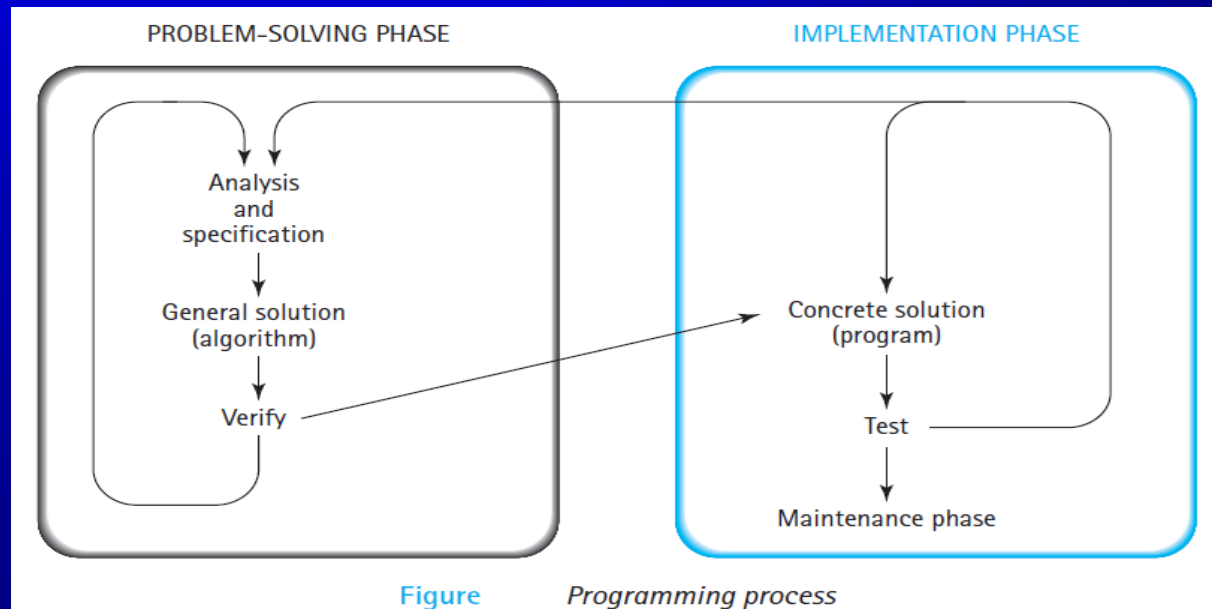 PROBLEM-SOLVING PHASE
Analysis
and
specification
General solution
(algorithm)
Verify
IMPLEMENTATION PHASE
Concrete solution
(program)
Test
Maintenance phase
Figure Programming process